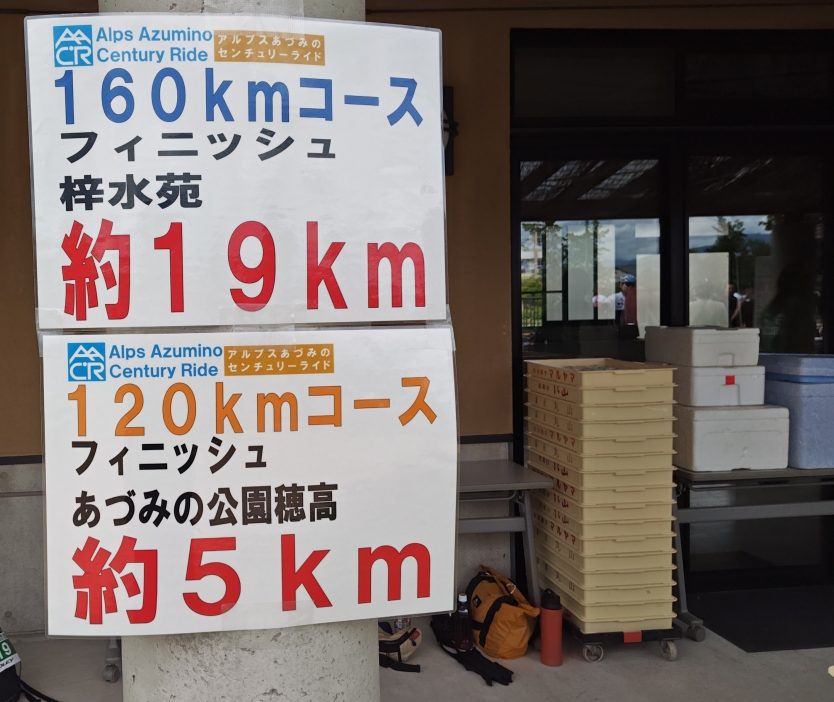 Alps Azumino
Century Ride
アルプスあづみの
センチュリーライド
160kmコース
フィニッシュ
梓水苑
約19km
Alps Azumino
Century Ride
アルプスあづみの
センチュリーライド
120kmコース
フィニッシュ
あづみの公園穂高
約5km
マルヤマ